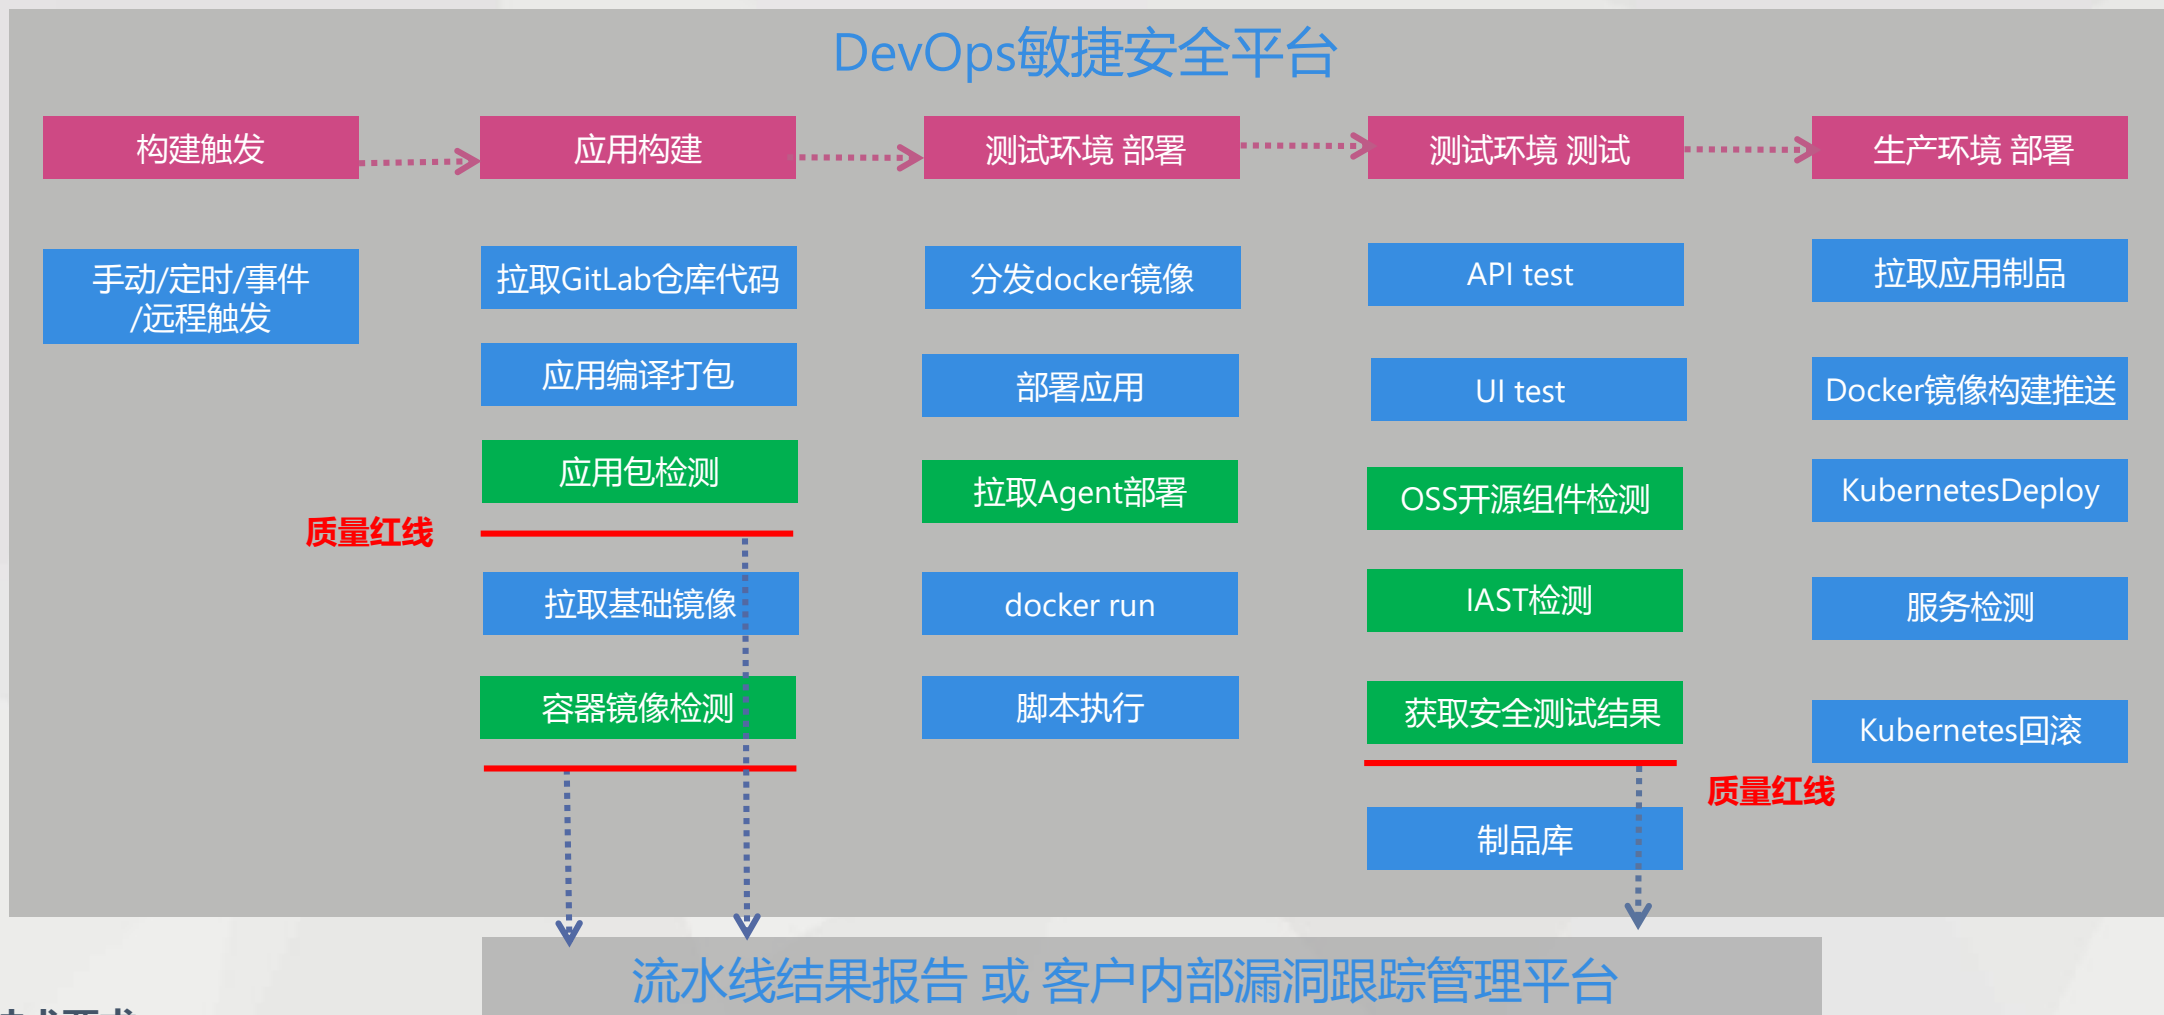 DevOps敏捷安全平台
构建触发
应用构建
测试环境 部署
测试环境 测试
生产环境 部署
手动/定时/事件
/远程触发
拉取GitLab仓库代码
应用编译打包
应用包检测
质量红线
拉取基础镜像
容器镜像检测
分发docker镜像
部署应用
拉取Agent部署
docker run
脚本执行
API test
UI test
OSS开源组件检测
IAST检测
获取安全测试结果
质量红线
制品库
拉取应用制品
Docker镜像构建推送
KubernetesDeploy
服务检测
Kubernetes回滚
流水线结果报告 或 客户内部漏洞跟踪管理平台